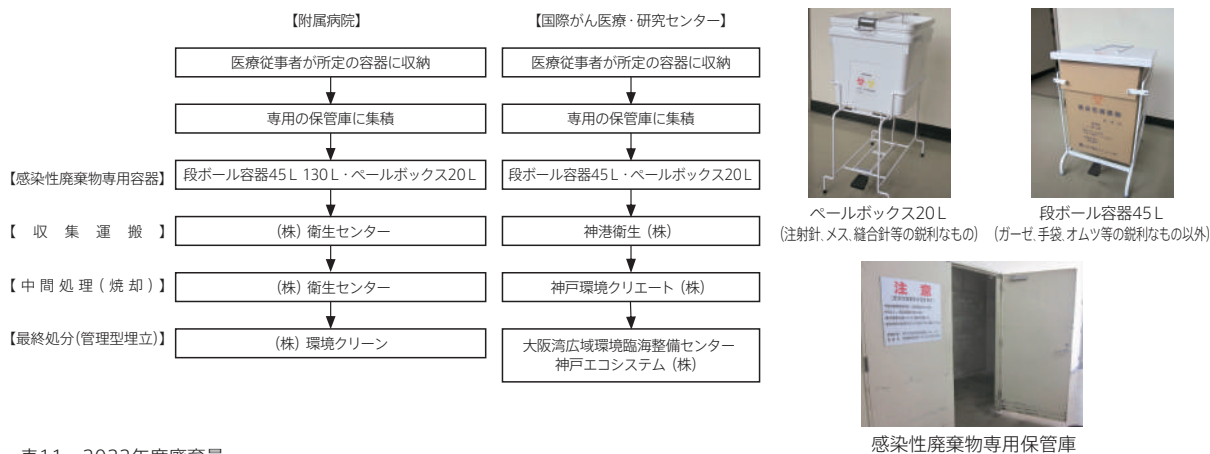 【附属病院】
医療従事者が所定の容器に収納
専用の保管庫に集積
【感染性廃棄物専用容器】 段ボール容器45L 130L・ペールボックス20L
【収集運搬】 (株) 衛生センター
【中間処理(焼却)】 (株) 衛生センター
【最終処分(管理型埋立)】 (株) 環境クリーン
【国際がん医療・研究センター】
医療従事者が所定の容器に収納
専用の保管庫に集積
段ボール容器45L・ペールボックス20L
神港衛生 (株)
神戸環境クリエート (株)
大阪湾広域環境臨海整備センター
神戸エコシステム (株)
ペールボックス20L
(注射針、メス、縫合針等の鋭利なもの)
段ボール容器45L
(ガーゼ、手袋、オムツ等の鋭利なもの以外)
注意
感染性廃棄物専用保管庫